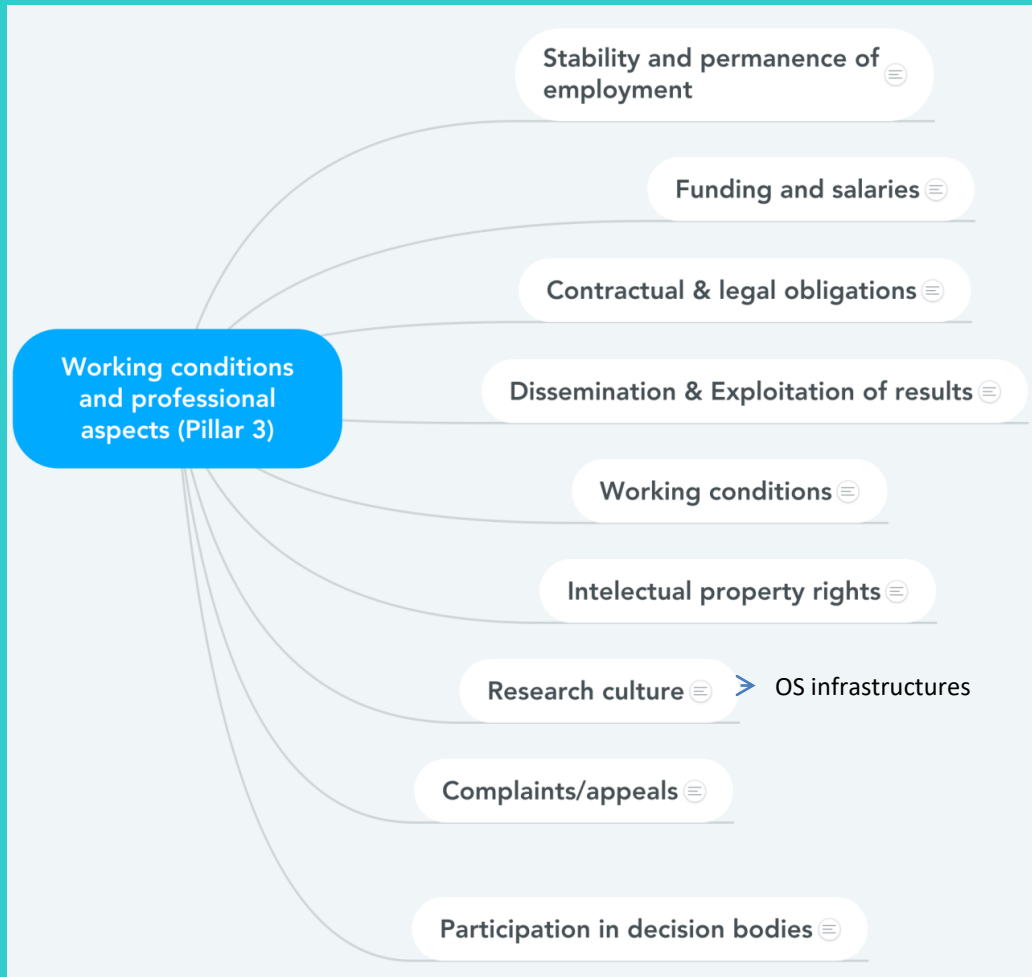 Stability and permanence of
employment
Funding and salaries
Contractual & legal obligations
Working conditions
and professional
aspects (Pillar 3)
Dissemination & Exploitation of results
Working conditions
Intelectual property rights
Research culture
OS infrastructures
Complaints/appeals
Participation in decision bodies